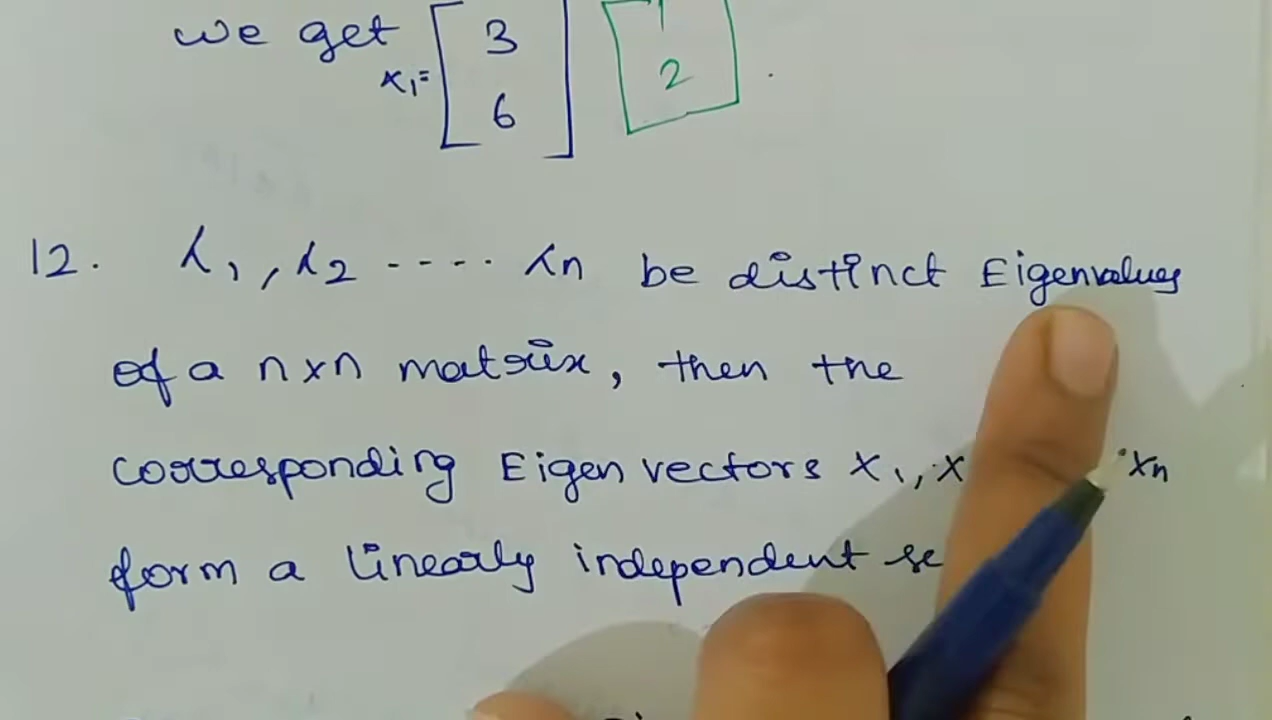 we get
x₁=
3
6
1
2
12. λ₁, λ₂ ---- λn be distinct Eigenvalues
of a n×n matrix, then the
corresponding Eigen vectors x₁, x xn
form a linearly independent